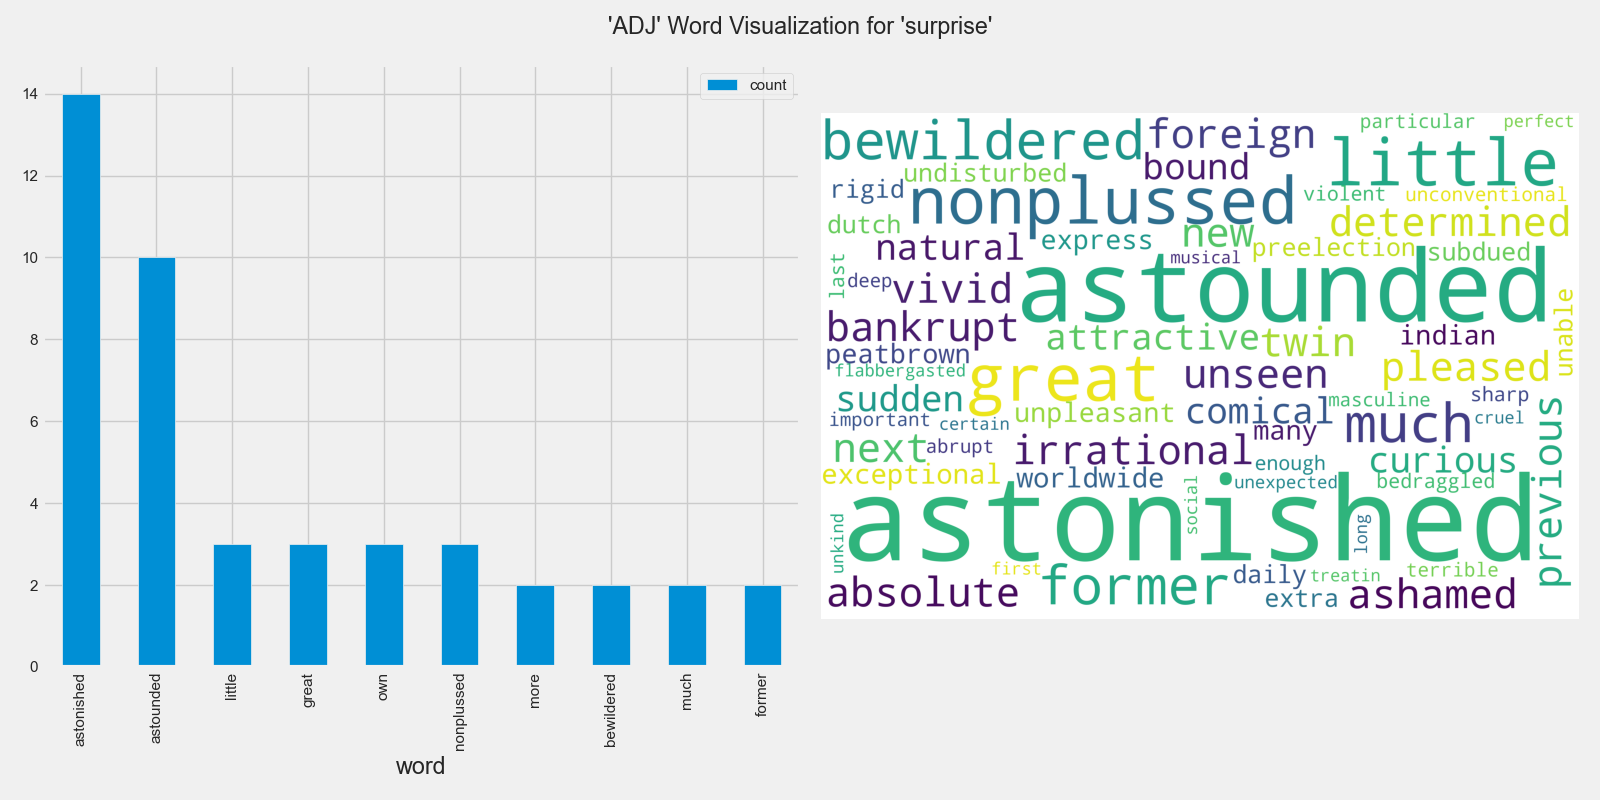 'ADJ' Word Visualization for 'surprise'
count
14
12
10
8
6
4
2
0
astonished
astounded
little
great
own
nonplussed
more
bewildered
much
former
word
bewildered
foreign
particular
perfect
little
bound
undisturbed
rigid
nonplussed
violent
unconventional
dutch
determined
natural
express
new
preelection
subdued
musical
last
deep
vivid
astounded
unable
bankrupt
attractive
twin
indian
peatbrown
flabbergasted
great
unseen
pleased
sudden
unpleasant
comical
masculine
sharp
important
certain
much
cruel
previous
next
abrupt
irrational
many
curious
exceptional
worldwide
enough
unexpected
bedraggled
astonished
social
long
unkind
first
former
daily
treatin
terrible
absolute
extra
ashamed